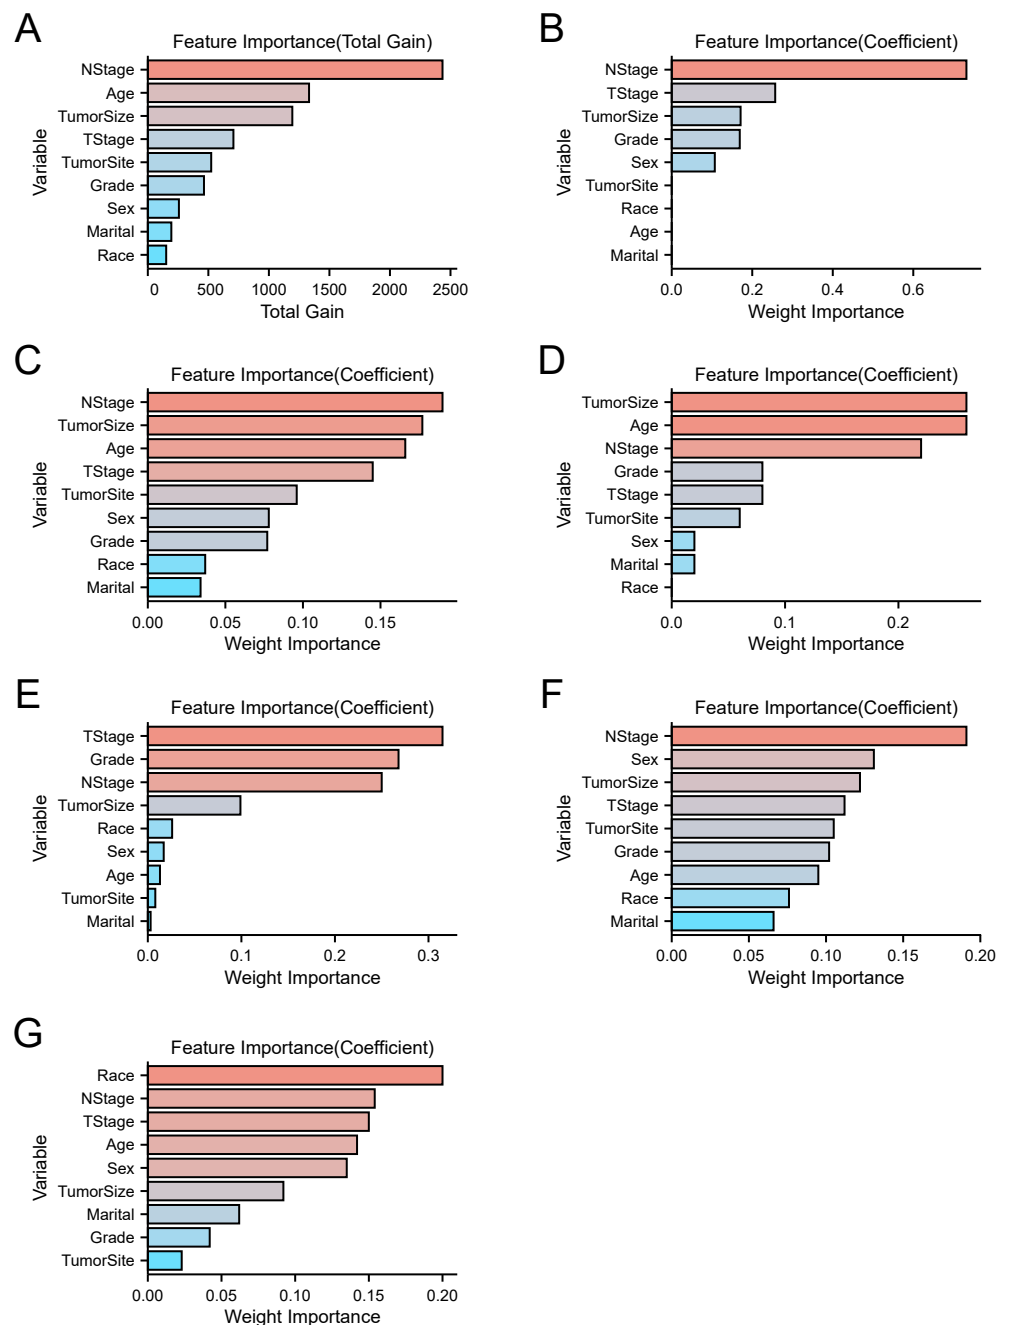 A
Feature Importance(Total Gain)
Variable
NStage
Age
TumorSize
TStage
TumorSite
Grade
Sex
Marital
Race
0 500 1000 1500 2000 2500
Total Gain
B
Feature Importance(Coefficient)
Variable
NStage
TStage
TumorSize
Grade
Sex
TumorSite
Race
Age
Marital
0.0 0.2 0.4 0.6
Weight Importance
C
Feature Importance(Coefficient)
Variable
NStage
TumorSize
Age
TStage
TumorSite
Sex
Grade
Race
Marital
0.00 0.05 0.10 0.15
Weight Importance
D
Feature Importance(Coefficient)
Variable
TumorSize
Age
NStage
Grade
TStage
TumorSite
Sex
Marital
Race
0.0 0.1 0.2
Weight Importance
E
Feature Importance(Coefficient)
Variable
TStage
Grade
NStage
TumorSize
Race
Sex
Age
TumorSite
Marital
0.0 0.1 0.2 0.3
Weight Importance
F
Feature Importance(Coefficient)
Variable
NStage
Sex
TumorSize
TStage
TumorSite
Grade
Age
Race
Marital
0.00 0.05 0.10 0.15 0.20
Weight Importance
G
Feature Importance(Coefficient)
Variable
Race
NStage
TStage
Age
Sex
TumorSize
Marital
Grade
TumorSite
0.00 0.05 0.10 0.15 0.20
Weight Importance